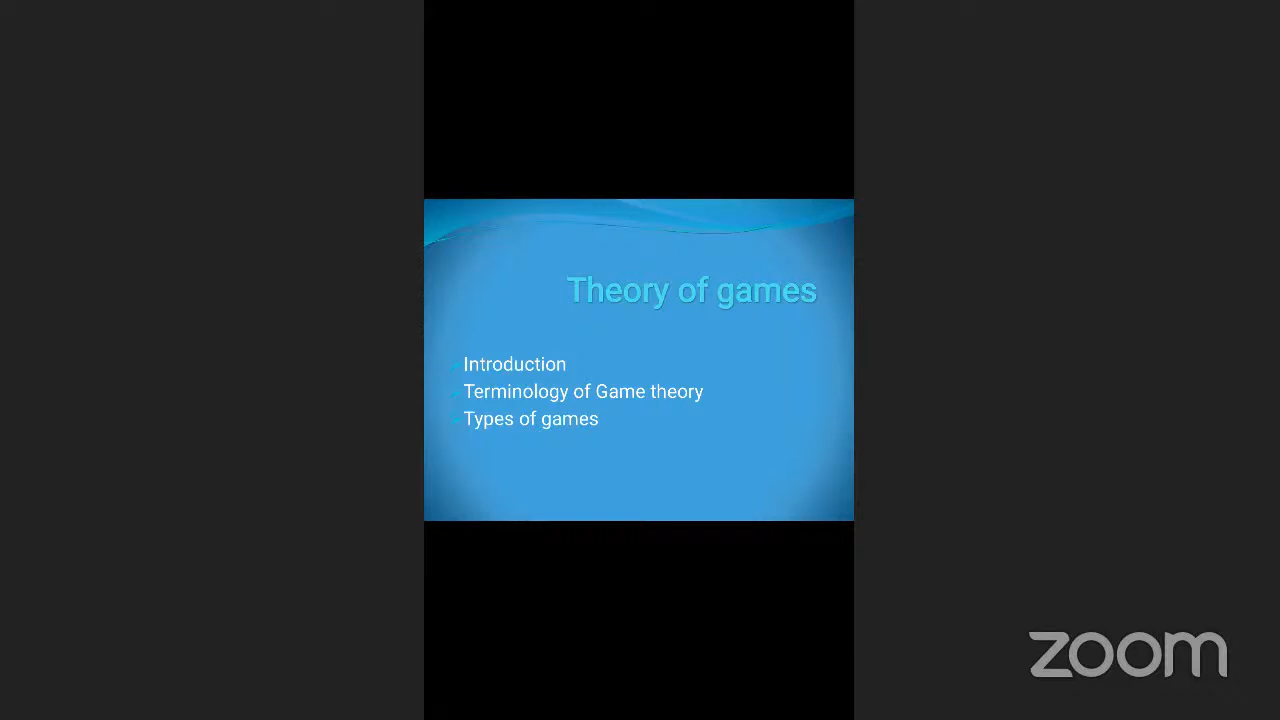 Theory of games
Introduction
Terminology of Game theory
Types of games
zoom